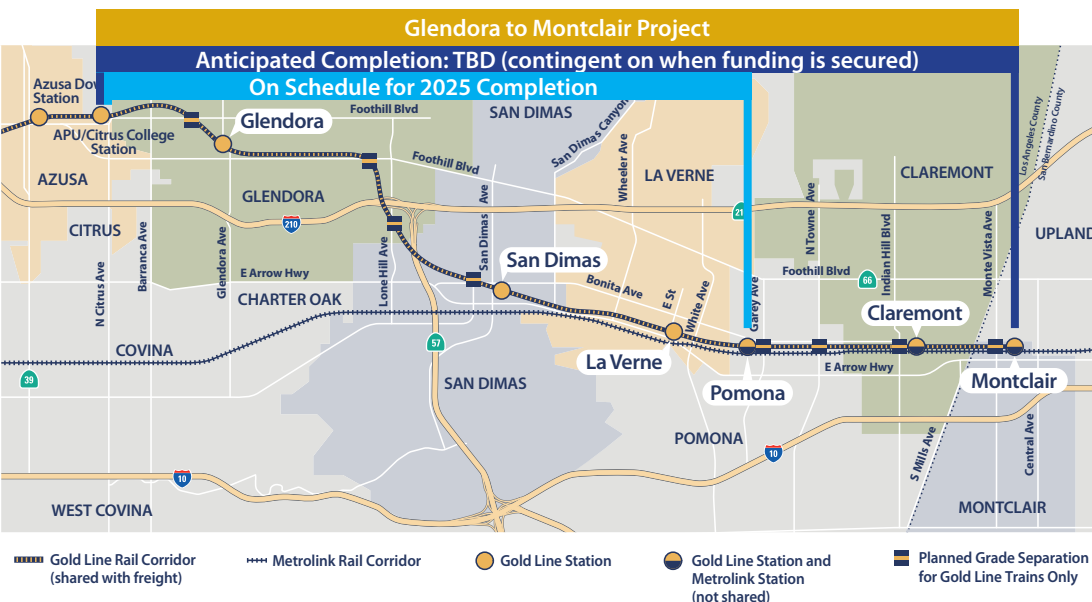 Glendora to Montclair Project
Anticipated Completion: TBD (contingent on when funding is secured)
On Schedule for 2025 Completion
Azusa Dow
Station
APU/Citrus College
Station
Glendora
Foothill Blvd
SAN DIMAS
San Dimas Canyon
Wheeler Ave
LA VERNE
CLAREMONT
Los Angeles County
San Bernardino County
AZUSA
GLENDORA
Foothill Blvd
210
21
CITRUS
N Citrus Ave
Barranca Ave
Glendora Ave
Lone Hill Ave
San Dimas Ave
N Towne Ave
Indian Hill Blvd
Monte Vista Ave
UPLAND
E Arrow Hwy
CHARTER OAK
San Dimas
Bonita Ave
E St
White Ave
Garey Ave
Foothill Blvd
66
Claremont
COVINA
57
La Verne
E Arrow Hwy
39
SAN DIMAS
Pomona
Montclair
POMONA
10
10
S Mills Ave
Central Ave
WEST COVINA
MONTCLAIR
Gold Line Rail Corridor
(shared with freight)
Metrolink Rail Corridor
Gold Line Station
Gold Line Station and
Metrolink Station
(not shared)
Planned Grade Separation
for Gold Line Trains Only